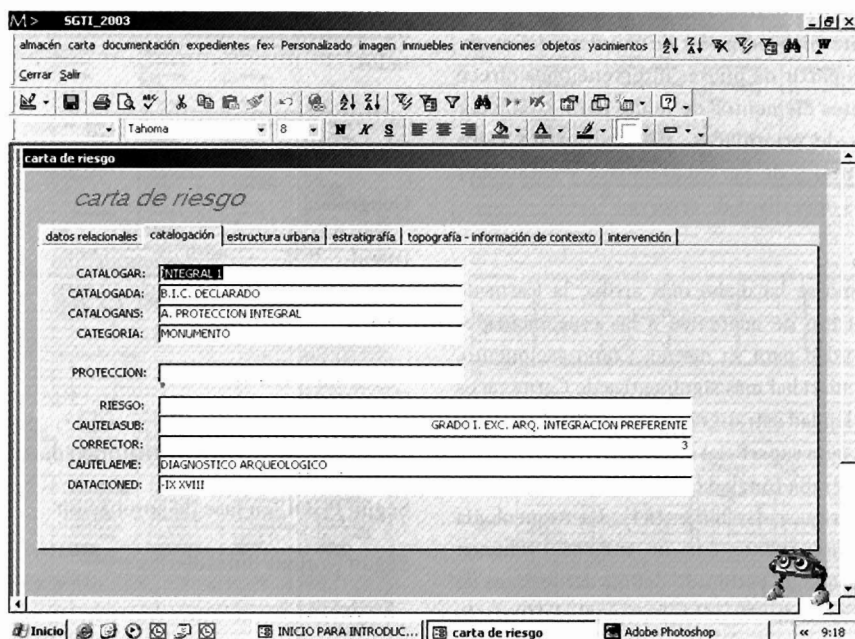 SGTI_2003
almacén carta documentación expedientes fex Personalizado imagen inmuebles intervenciones objetos yacimientos
Cerrar Salir
Tahoma 8 N K S
carta de riesgo
carta de riesgo
datos relacionales catalogación estructura urbana estratigrafía topografía - información de contexto intervención
CATALOGAR: INTEGRAL 1
CATALOGADA: B.I.C. DECLARADO
CATALOGANS: A. PROTECCION INTEGRAL
CATEGORIA: MONUMENTO
PROTECCION:
RIESGO:
CAUTELASUB: GRADO I. EXC. ARQ. INTEGRACION PREFERENTE
CORRECTOR: 3
CAUTELAEME: DIAGNOSTICO ARQUEOLOGICO
DATACIONED: -IX XVIII
Inicio INICIO PARA INTRODUC... carta de riesgo Adobe Photoshop « 9:18